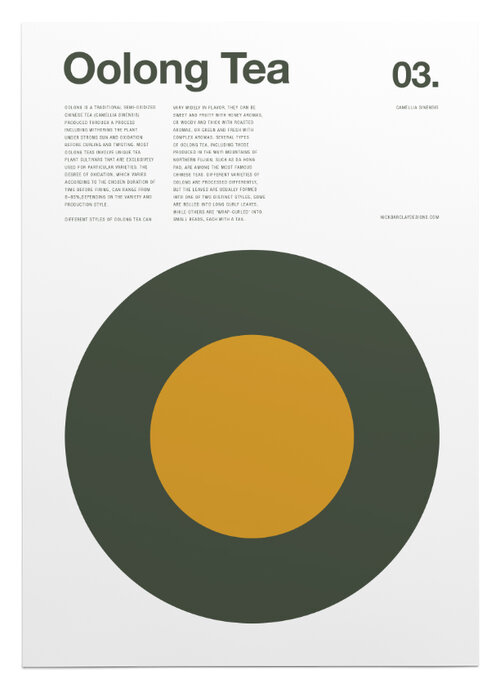 Oolong Tea
03.
OOLONG IS A TRADITIONAL SEMI-OXIDIZED
CHINESE TEA (CAMELLIA SINENSIS)
PRODUCED THROUGH A PROCESS
INCLUDING WITHERING THE PLANT
UNDER STRONG SUN AND OXIDATION
BEFORE CURLING AND TWISTING. MOST
OOLONG TEAS INVOLVE UNIQUE TEA
PLANT CULTIVARS THAT ARE EXCLUSIVELY
USED FOR PARTICULAR VARIETIES. THE
DEGREE OF OXIDATION, WHICH VARIES
ACCORDING TO THE CHOSEN DURATION OF
TIME BEFORE FIRING, CAN RANGE FROM
8–85%, DEPENDING ON THE VARIETY AND
PRODUCTION STYLE.
DIFFERENT STYLES OF OOLONG TEA CAN
VARY WIDELY IN FLAVOR. THEY CAN BE
SWEET AND FRUITY WITH HONEY AROMAS,
OR WOODY AND THICK WITH ROASTED
AROMAS, OR GREEN AND FRESH WITH
COMPLEX AROMAS. SEVERAL TYPES
OF OOLONG TEA, INCLUDING THOSE
PRODUCED IN THE WUYI MOUNTAINS OF
NORTHERN FUJIAN, SUCH AS DA HONG
PAO, ARE AMONG THE MOST FAMOUS
CHINESE TEAS. DIFFERENT VARIETIES OF
OOLONG ARE PROCESSED DIFFERENTLY,
BUT THE LEAVES ARE USUALLY FORMED
INTO ONE OF TWO DISTINCT STYLES. SOME
ARE ROLLED INTO LONG CURLY LEAVES,
WHILE OTHERS ARE 'WRAP-CURLED' INTO
SMALL BEADS, EACH WITH A TAIL.
CAMELLIA SINENSIS
NICKBARCLAYDESIGNS.COM